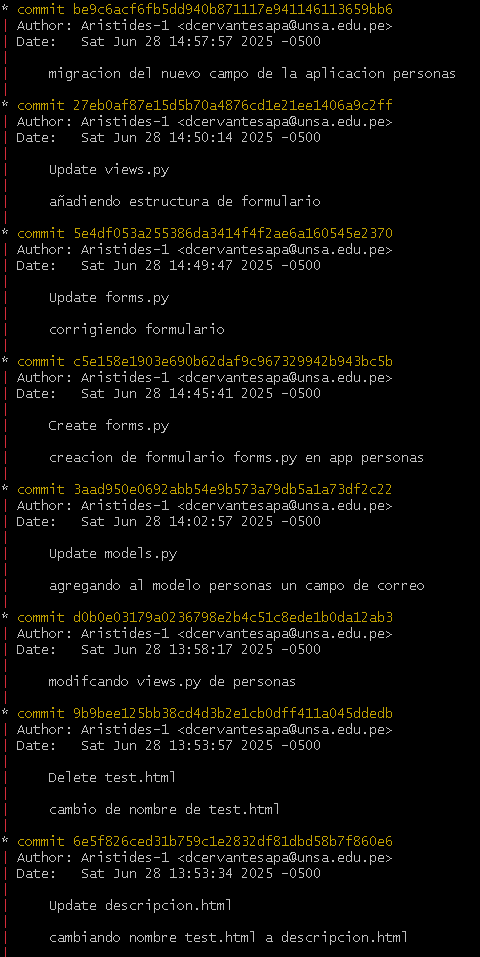 * commit be9c6acf6fb5dd940b871117e941146113659bb6
| Author: Aristides-1 <dcervantesapa@unsa.edu.pe>
| Date:   Sat Jun 28 14:57:57 2025 -0500
|
|     migracion del nuevo campo de la aplicacion personas
|
* commit 27eb0af87e15d5b70a4876cd1e21ee1406a9c2ff
| Author: Aristides-1 <dcervantesapa@unsa.edu.pe>
| Date:   Sat Jun 28 14:50:14 2025 -0500
|
|     Update views.py
|
|     añadiendo estructura de formulario
|
* commit 5e4df053a255386da3414f4f2ae6a160545e2370
| Author: Aristides-1 <dcervantesapa@unsa.edu.pe>
| Date:   Sat Jun 28 14:49:47 2025 -0500
|
|     Update forms.py
|
|     corrigiendo formulario
|
* commit c5e158e1903e690b62daf9c967329942b943bc5b
| Author: Aristides-1 <dcervantesapa@unsa.edu.pe>
| Date:   Sat Jun 28 14:45:41 2025 -0500
|
|     Create forms.py
|
|     creacion de formulario forms.py en app personas
|
* commit 3aad950e0692abb54e9b573a79db5a1a73df2c22
| Author: Aristides-1 <dcervantesapa@unsa.edu.pe>
| Date:   Sat Jun 28 14:02:57 2025 -0500
|
|     Update models.py
|
|     agregando al modelo personas un campo de correo
|
* commit d0b0e03179a0236798e2b4c51c8ede1b0da12ab3
| Author: Aristides-1 <dcervantesapa@unsa.edu.pe>
| Date:   Sat Jun 28 13:58:17 2025 -0500
|
|     modifcando views.py de personas
|
* commit 9b9bee125bb38cd4d3b2e1cb0dff411a045ddedb
| Author: Aristides-1 <dcervantesapa@unsa.edu.pe>
| Date:   Sat Jun 28 13:53:57 2025 -0500
|
|     Delete test.html
|
|     cambio de nombre de test.html
|
* commit 6e5f826ced31b759c1e2832df81dbd58b7f860e6
| Author: Aristides-1 <dcervantesapa@unsa.edu.pe>
| Date:   Sat Jun 28 13:53:34 2025 -0500
|
|     Update descripcion.html
|
|     cambiando nombre test.html a descripcion.html
|